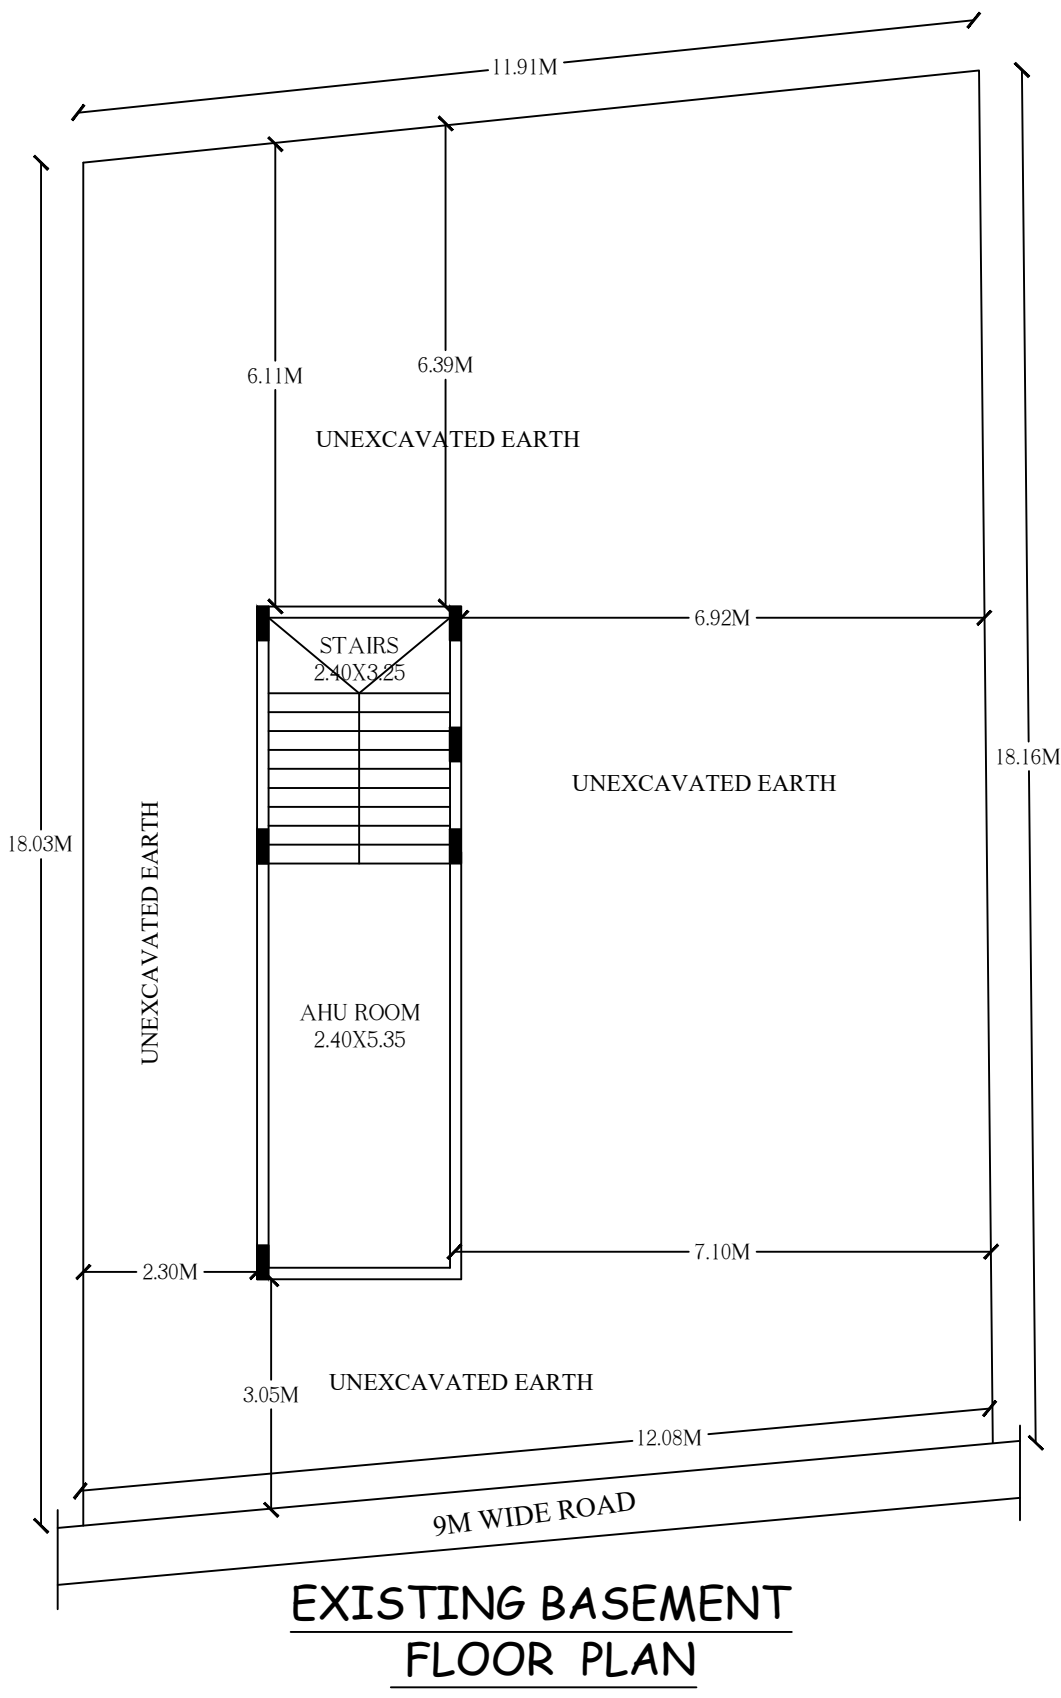 11.91M
6.11M
6.39M
UNEXCAVATED EARTH
6.92M
STAIRS
2.40X3.25
18.16M
UNEXCAVATED EARTH
18.03M
UNEXCAVATED EARTH
AHU ROOM
2.40X5.35
7.10M
2.30M
3.05M
UNEXCAVATED EARTH
12.08M
9M WIDE ROAD
EXISTING BASEMENT
FLOOR PLAN